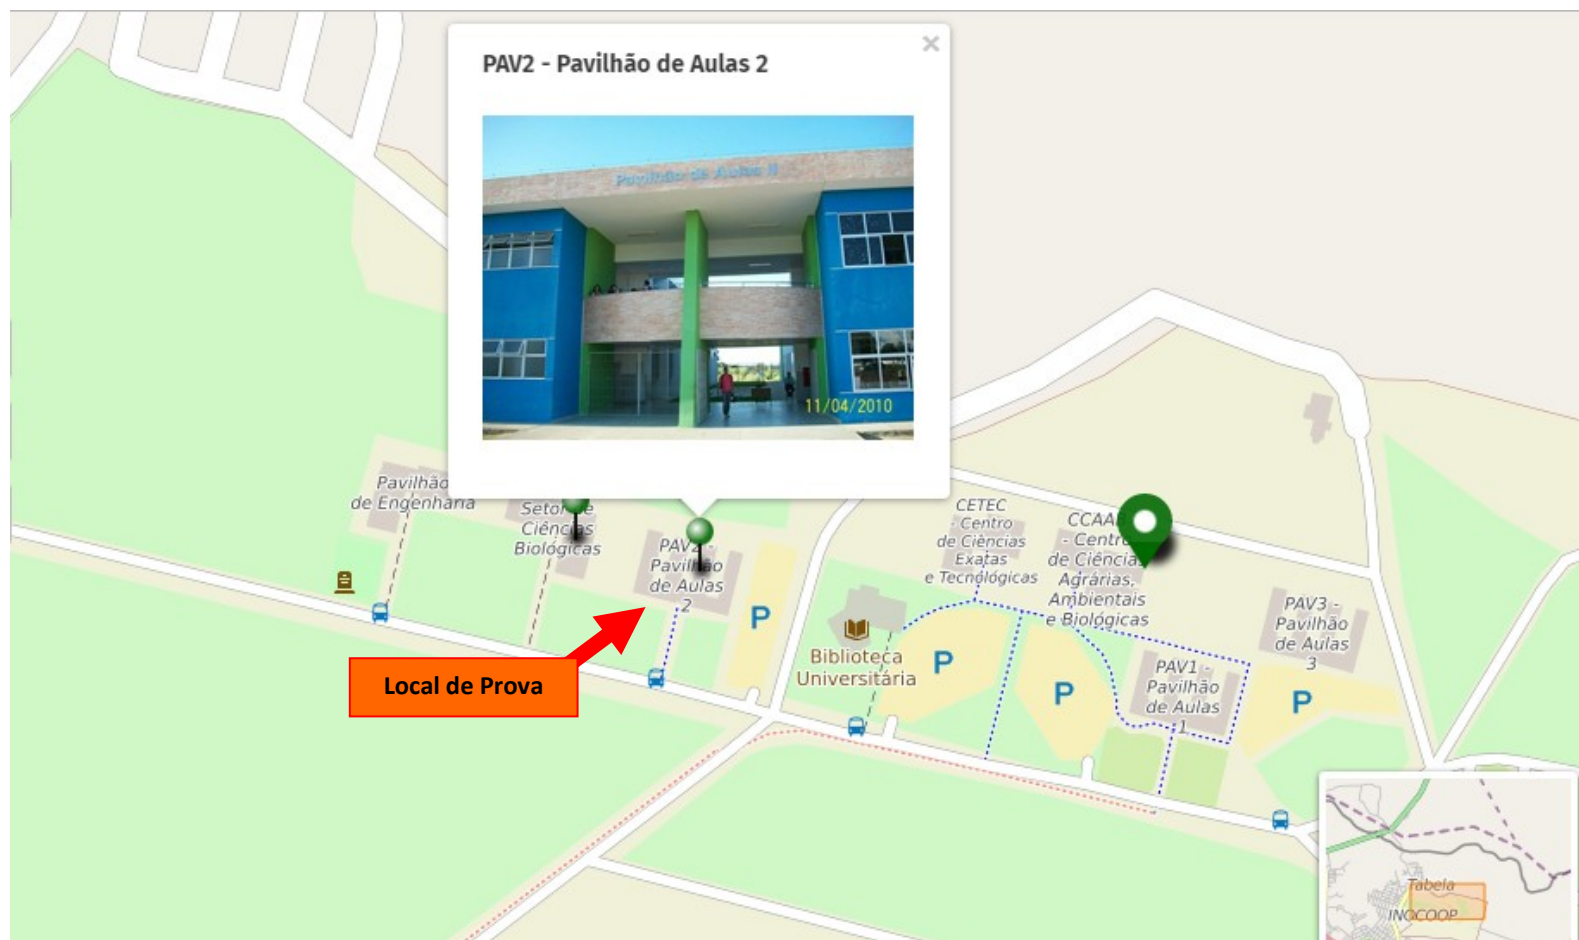 PAV2 - Pavilhão de Aulas 2
×
Pavilhão de Aulas II
11/04/2010
Pavilhão
de Engenharia
Setor de
Ciências
Biológicas
PAV2 -
Pavilhão
de Aulas
2
P
Local de Prova
Biblioteca
Universitária
P
CETEC
- Centro
de Ciências
Exatas
e Tecnológicas
CCAAB
- Centro
de Ciências
Agrárias,
Ambientais
e Biológicas
P
PAV1 -
Pavilhão
de Aulas
1
PAV3 -
Pavilhão
de Aulas
3
P
Tabela
INOCOOP